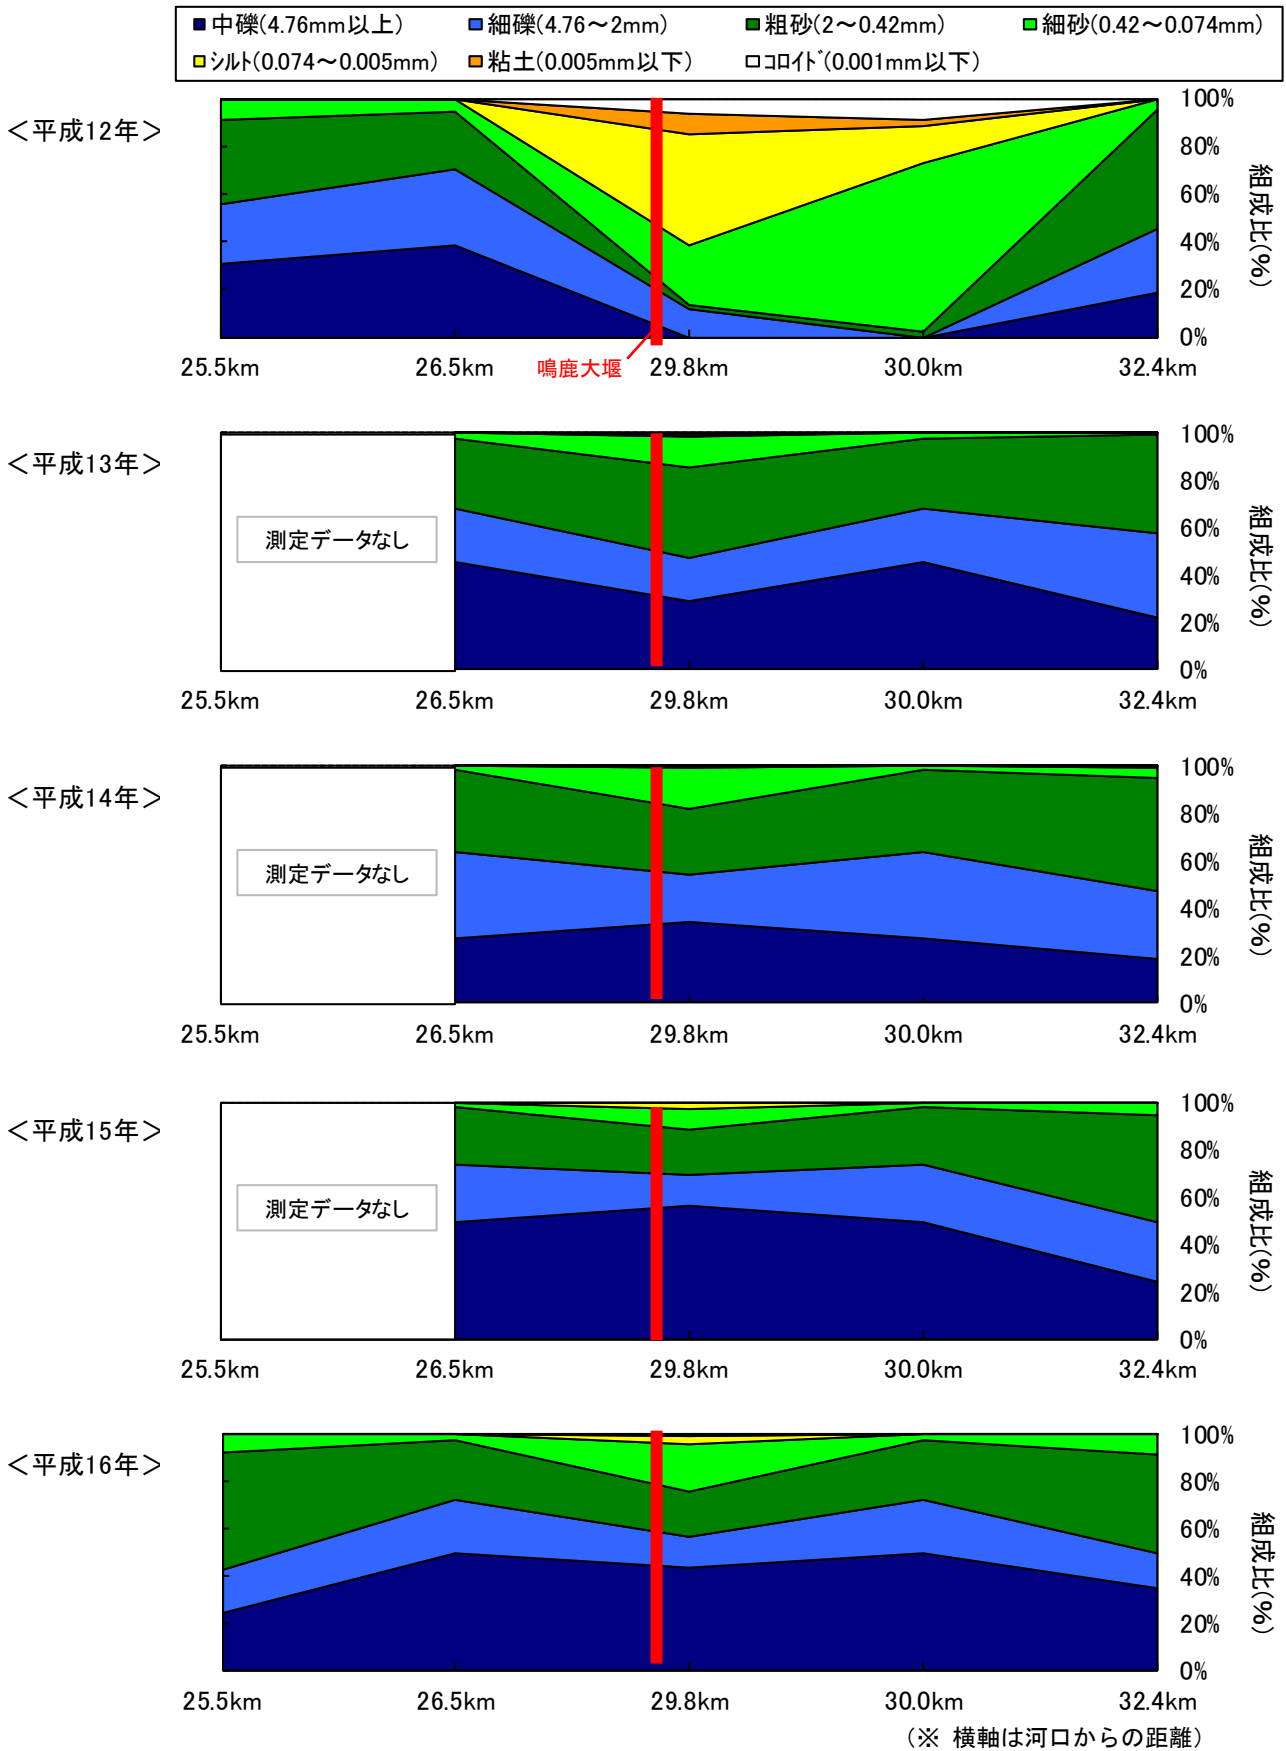 中礫(4.76mm以上) 細礫(4.76～2mm) 粗砂(2～0.42mm) 細砂(0.42～0.074mm)
ｼﾙﾄ(0.074～0.005mm) 粘土(0.005mm以下) ｺﾛｲﾄﾞ(0.001mm以下)
＜平成12年＞
100%
80%
60%
40%
20%
0%
組成比(%)
25.5km 26.5km 鳴鹿大堰 29.8km 30.0km 32.4km
＜平成13年＞
測定データなし
100%
80%
60%
40%
20%
0%
組成比(%)
25.5km 26.5km 29.8km 30.0km 32.4km
＜平成14年＞
測定データなし
100%
80%
60%
40%
20%
0%
組成比(%)
25.5km 26.5km 29.8km 30.0km 32.4km
＜平成15年＞
測定データなし
100%
80%
60%
40%
20%
0%
組成比(%)
25.5km 26.5km 29.8km 30.0km 32.4km
＜平成16年＞
100%
80%
60%
40%
20%
0%
組成比(%)
25.5km 26.5km 29.8km 30.0km 32.4km
(※ 横軸は河口からの距離)